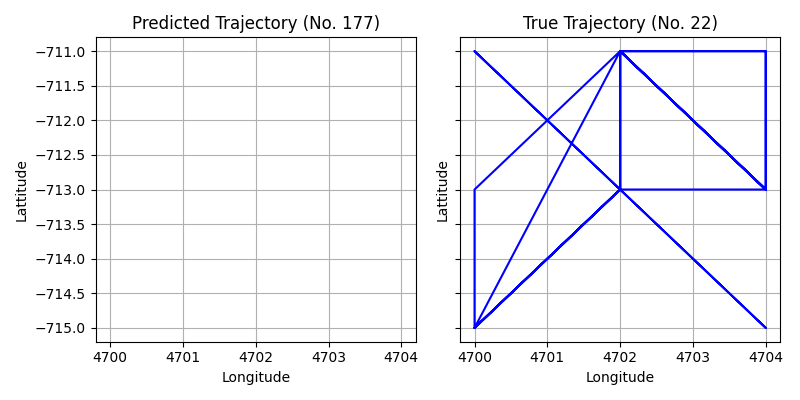 Predicted Trajectory (No. 177)
−711.0
−711.5
−712.0
−712.5
−713.0
−713.5
−714.0
−714.5
−715.0
Lattitude
4700 4701 4702 4703 4704
Longitude
True Trajectory (No. 22)
Lattitude
4700 4701 4702 4703 4704
Longitude